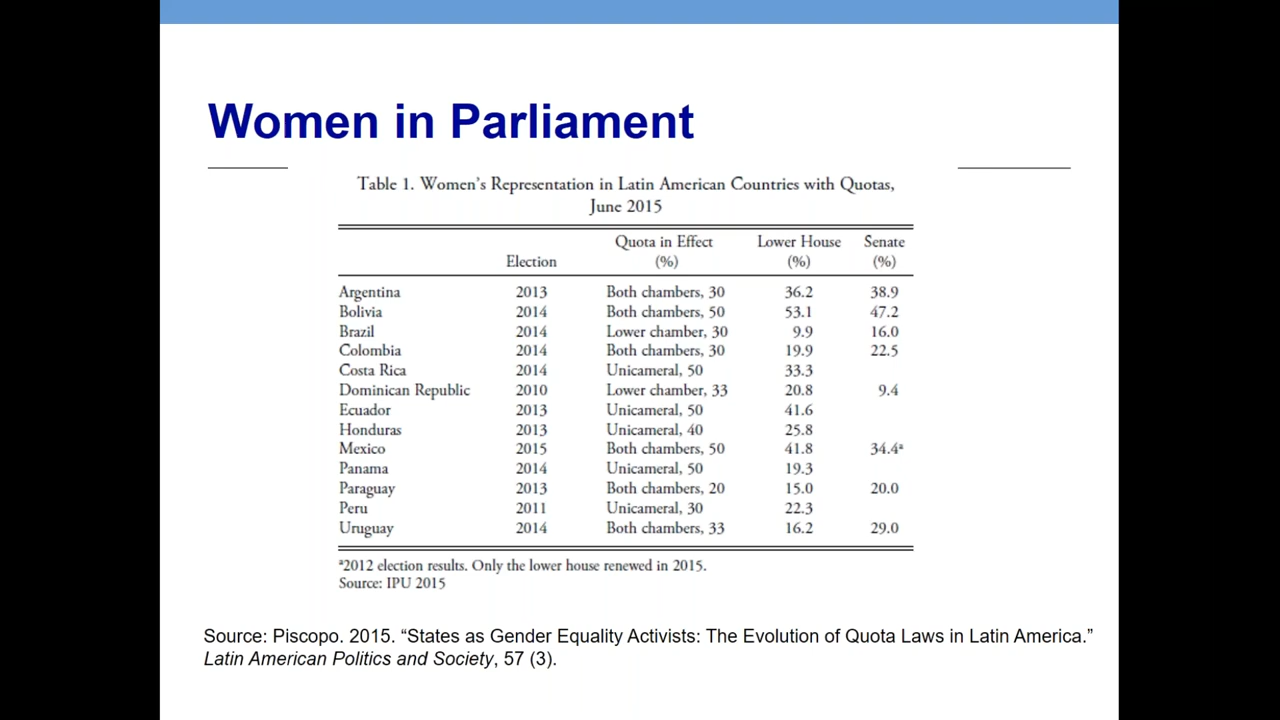 Women in Parliament
Table 1. Women's Representation in Latin American Countries with Quotas,
June 2015
Quota in Effect Lower House Senate
Election (%) (%) (%)
Argentina 2013 Both chambers, 30 36.2 38.9
Bolivia 2014 Both chambers, 50 53.1 47.2
Brazil 2014 Lower chamber, 30 9.9 16.0
Colombia 2014 Both chambers, 30 19.9 22.5
Costa Rica 2014 Unicameral, 50 33.3
Dominican Republic 2010 Lower chamber, 33 20.8 9.4
Ecuador 2013 Unicameral, 50 41.6
Honduras 2013 Unicameral, 40 25.8
Mexico 2015 Both chambers, 50 41.8 34.4ª
Panama 2014 Unicameral, 50 19.3
Paraguay 2013 Both chambers, 20 15.0 20.0
Peru 2011 Unicameral, 30 22.3
Uruguay 2014 Both chambers, 33 16.2 29.0
ª2012 election results. Only the lower house renewed in 2015.
Source: IPU 2015
Source: Piscopo. 2015. “States as Gender Equality Activists: The Evolution of Quota Laws in Latin America.”
Latin American Politics and Society, 57 (3).